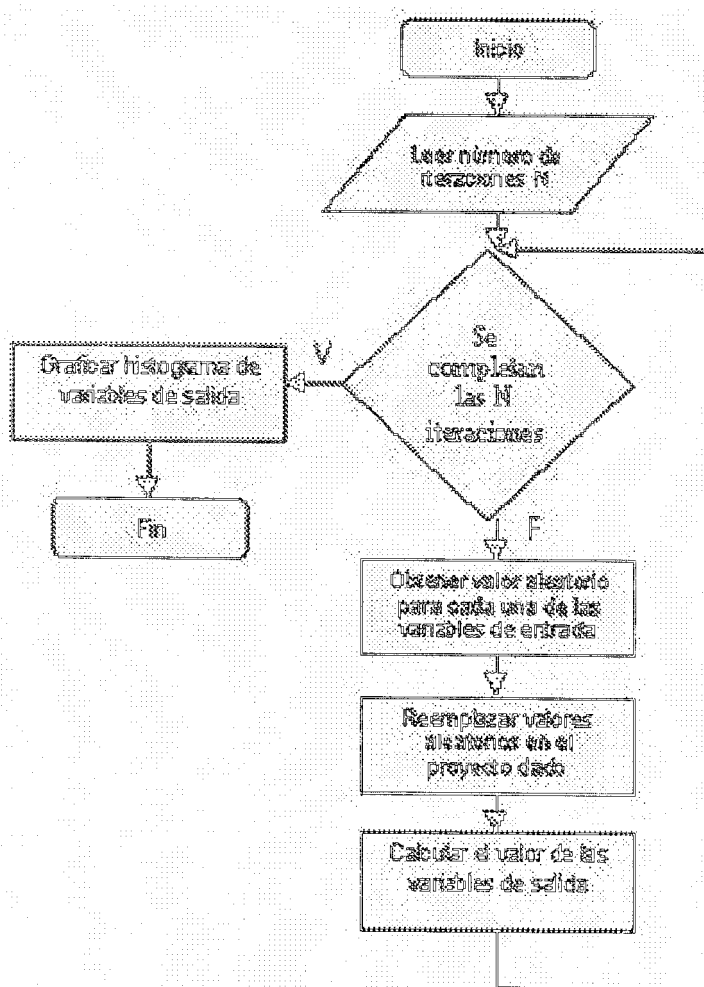 Inicio
Leer número de
iteraciones N
Se
completan
las N
iteraciones
V
Graficar histograma de
variables de salida
Fin
F
Obtener valor aleatorio
para cada una de las
variables de entrada
Reemplazar valores
aleatorios en el
proyecto dado
Calcular el valor de las
variables de salida